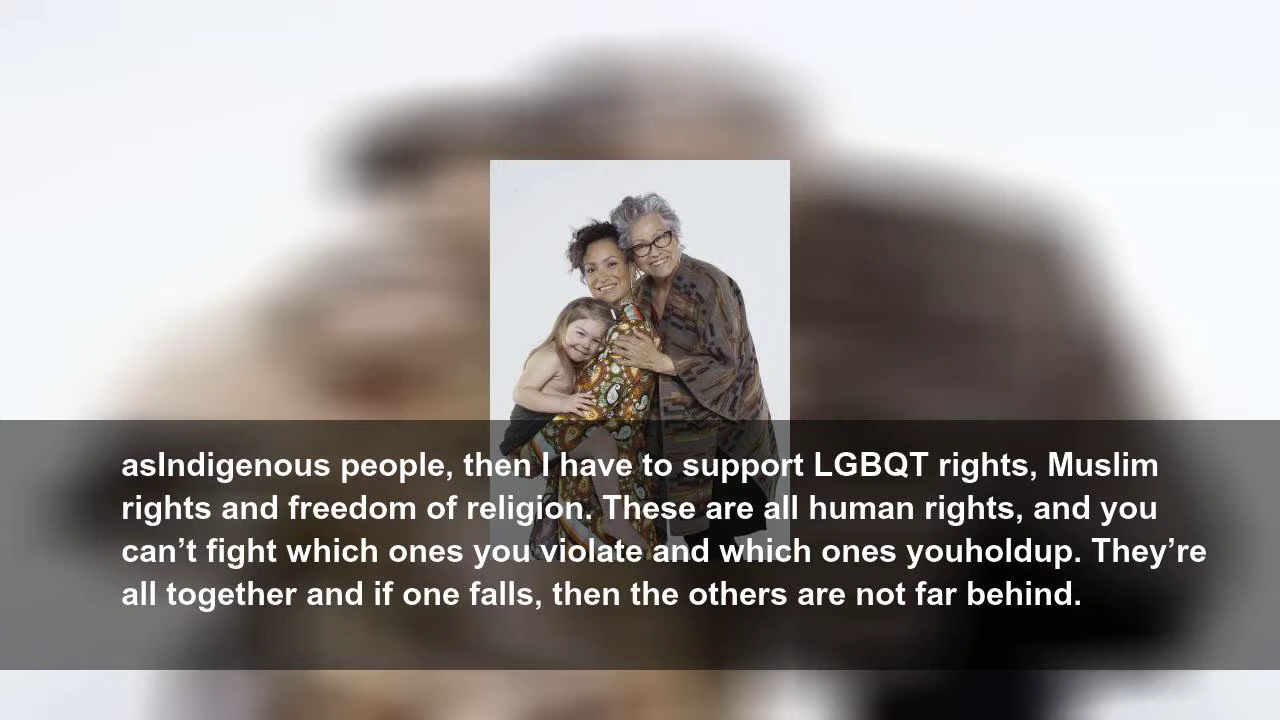 asIndigenous people, then I have to support LGBQT rights, Muslim
rights and freedom of religion. These are all human rights, and you
can’t fight which ones you violate and which ones youholdup. They’re
all together and if one falls, then the others are not far behind.